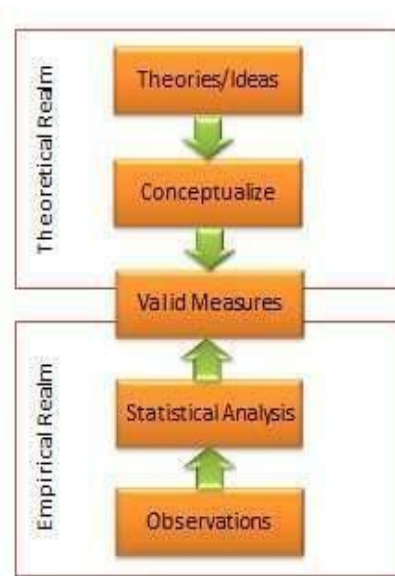 Theoretical Realm
Theories/Ideas
Conceptualize
Valid Measures
Empirical Realm
Statistical Analysis
Observations